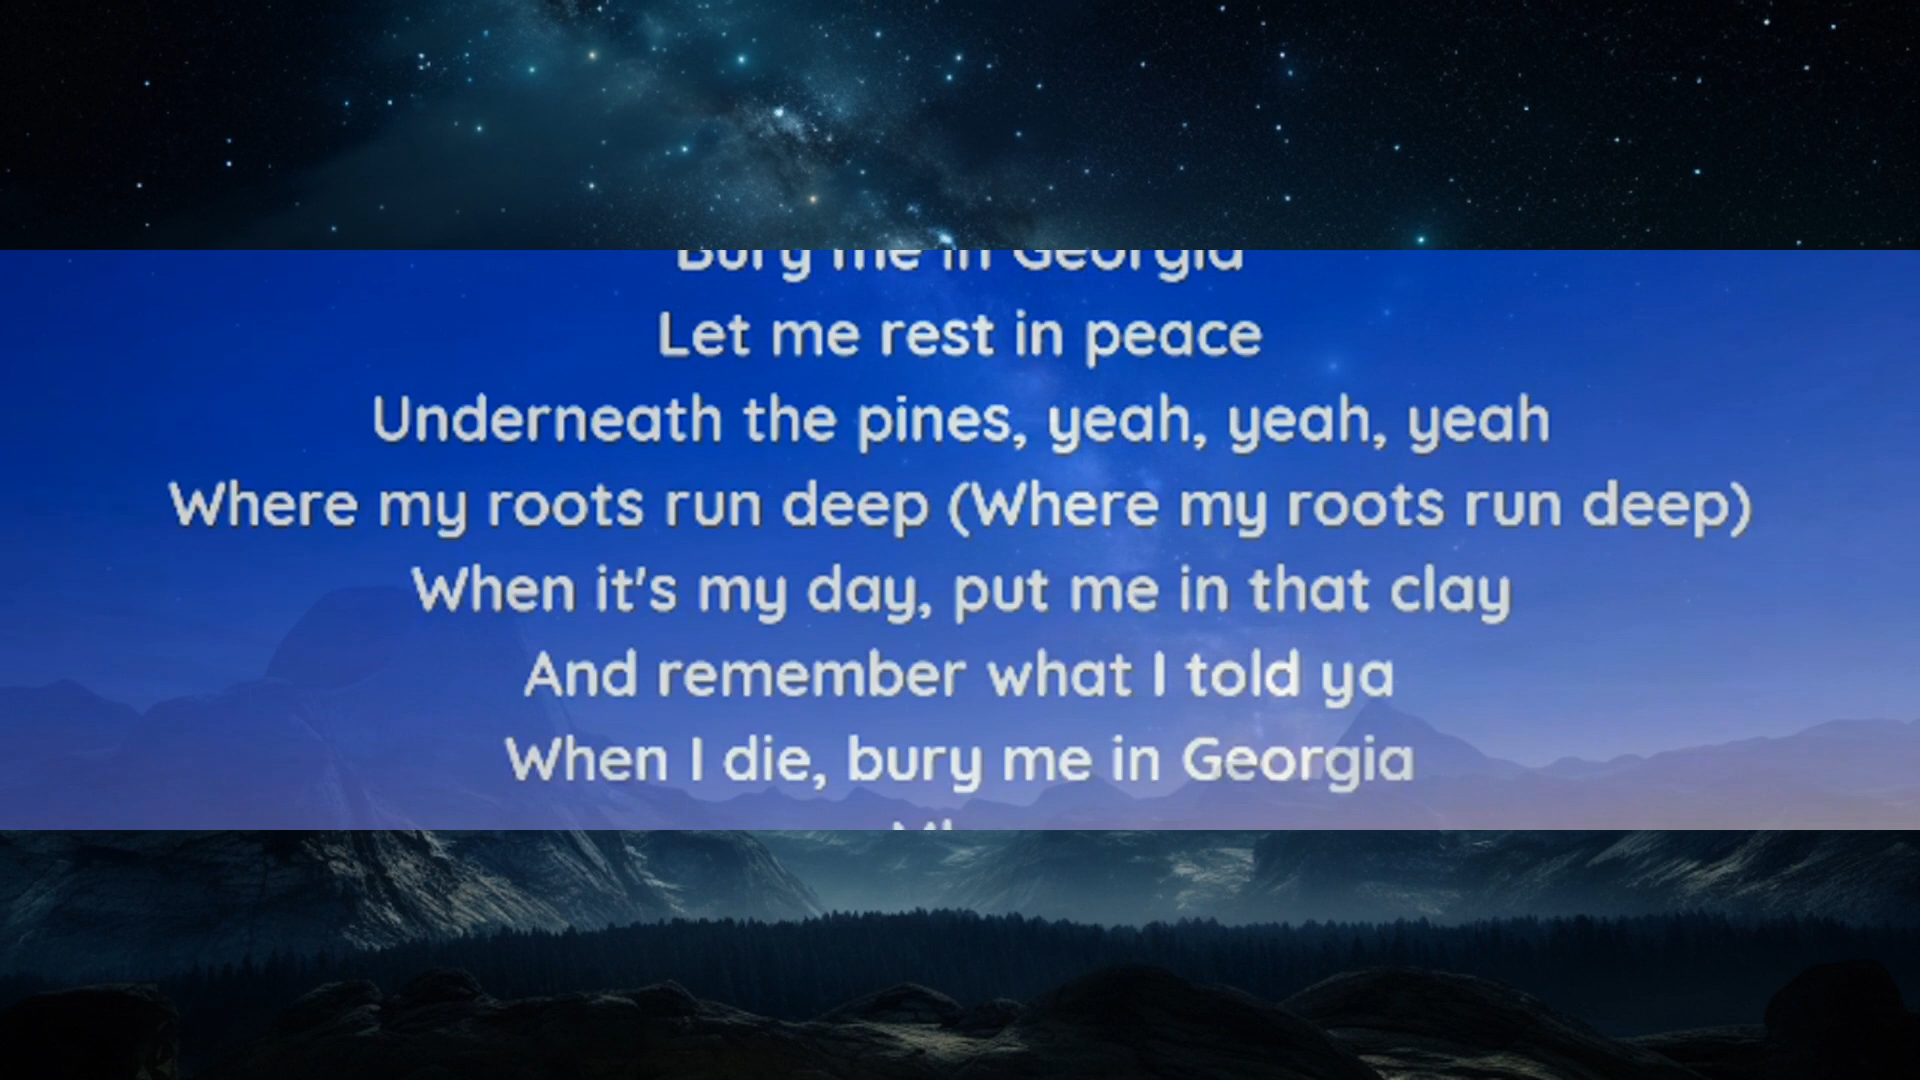 Bury me in Georgia
Let me rest in peace
Underneath the pines, yeah, yeah, yeah
Where my roots run deep (Where my roots run deep)
When it's my day, put me in that clay
And remember what I told ya
When I die, bury me in Georgia